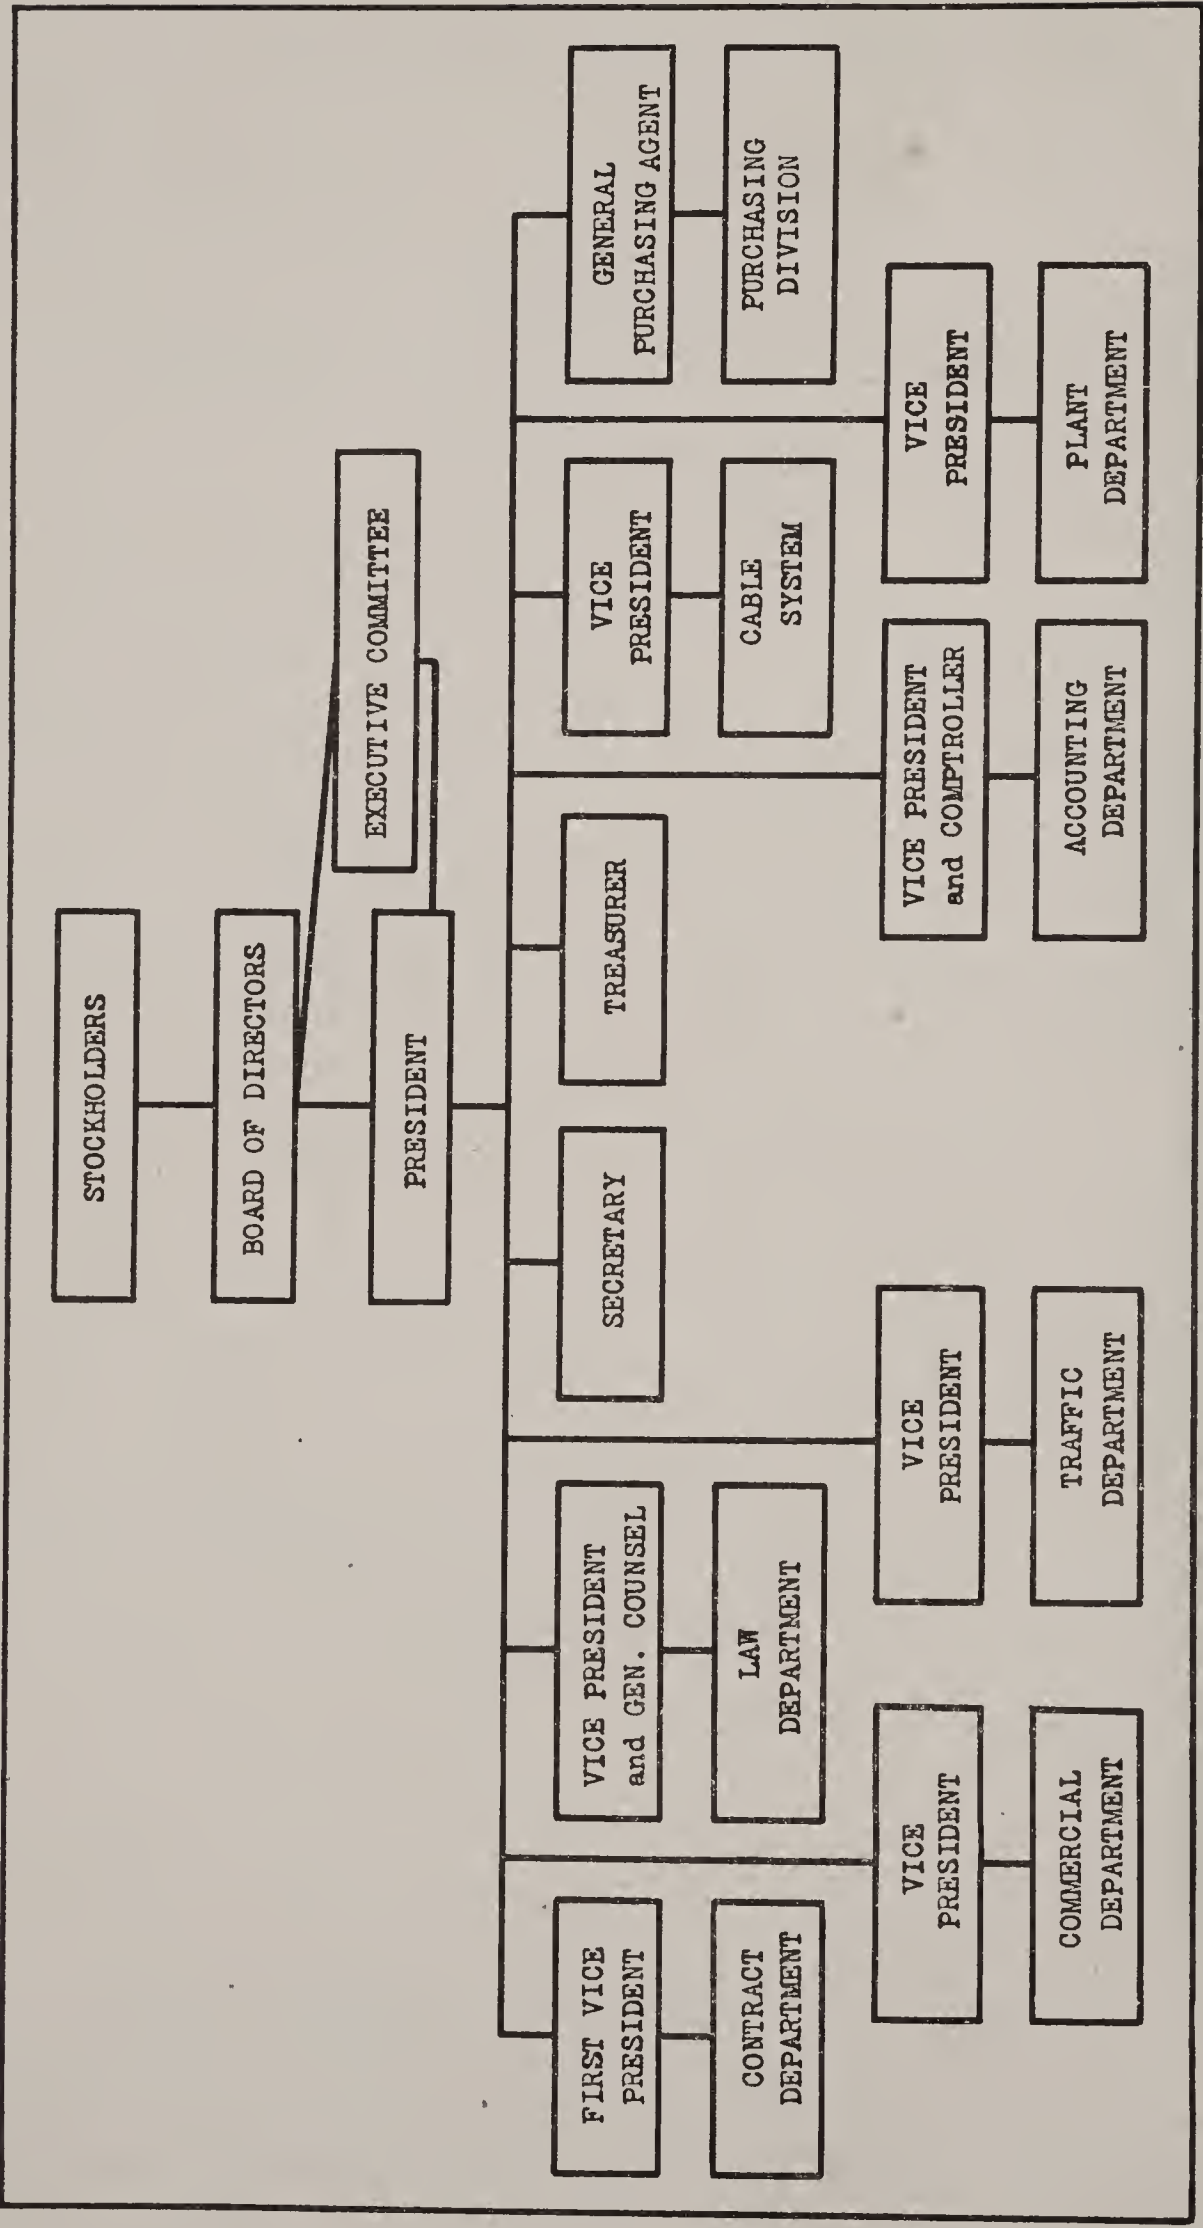 STOCKHOLDERS
BOARD OF DIRECTORS
EXECUTIVE COMMITTEE
PRESIDENT
FIRST VICE
PRESIDENT
CONTRACT
DEPARTMENT
VICE PRESIDENT
and GEN. COUNSEL
LAW
DEPARTMENT
SECRETARY
TREASURER
VICE
PRESIDENT
CABLE
SYSTEM
GENERAL
PURCHASING AGENT
PURCHASING
DIVISION
VICE
PRESIDENT
COMMERCIAL
DEPARTMENT
VICE
PRESIDENT
TRAFFIC
DEPARTMENT
VICE PRESIDENT
and COMPTROLLER
ACCOUNTING
DEPARTMENT
VICE
PRESIDENT
PLANT
DEPARTMENT